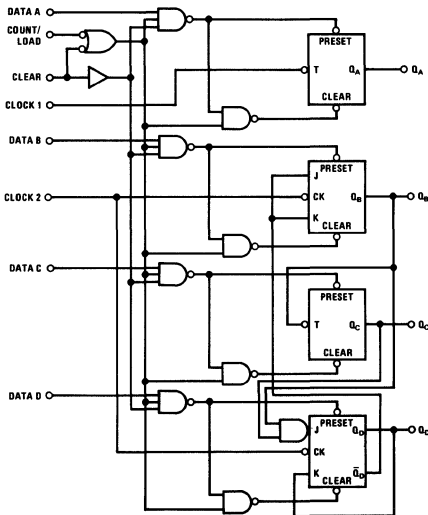 DATA A
COUNT/
LOAD
PRESET
T
QA
QA
CLEAR
CLEAR
CLOCK 1
DATA B
PRESET
J
CLOCK 2
CK
QB
QB
K
CLEAR
DATA C
PRESET
T
QC
QC
CLEAR
DATA D
PRESET
J
QD
QD
CK
K
Q̅D
CLEAR